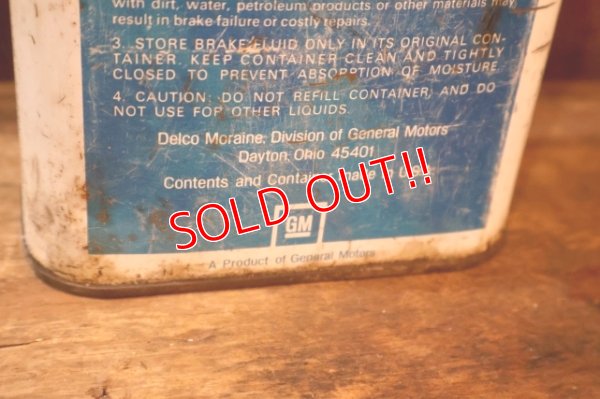 with dirt, water, petroleum products or other materials may
result in brake failure or costly repairs.
3. STORE BRAKE FLUID ONLY IN ITS ORIGINAL CON-
TAINER. KEEP CONTAINER CLEAN AND TIGHTLY
CLOSED TO PREVENT ABSORPTION OF MOISTURE.
4. CAUTION: DO NOT REFILL CONTAINER, AND DO
NOT USE FOR OTHER LIQUIDS.
Delco Moraine, Division of General Motors
Dayton, Ohio 45401
Contents and Container made in U.S.A.
SOLD OUT!!
GM
A Product of General Motors